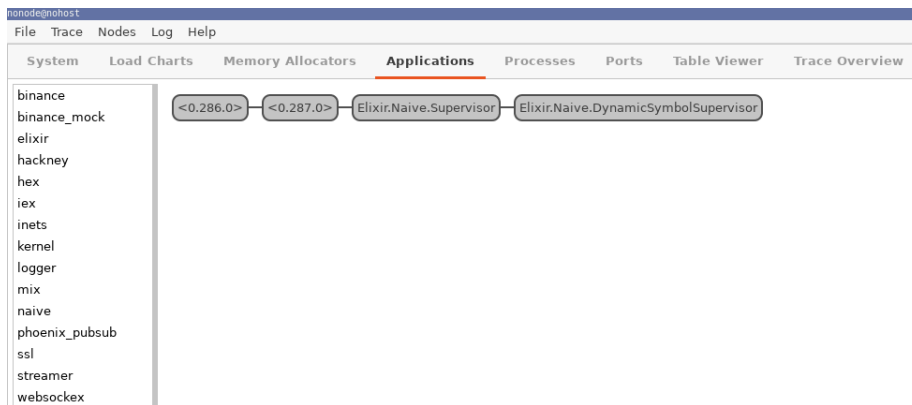 nonode@nohost
File Trace Nodes Log Help
System Load Charts Memory Allocators Applications Processes Ports Table Viewer Trace Overview
binance
binance_mock
elixir
hackney
hex
iex
inets
kernel
logger
mix
naive
phoenix_pubsub
ssl
streamer
websockex
<0.286.0> <0.287.0> Elixir.Naive.Supervisor Elixir.Naive.DynamicSymbolSupervisor